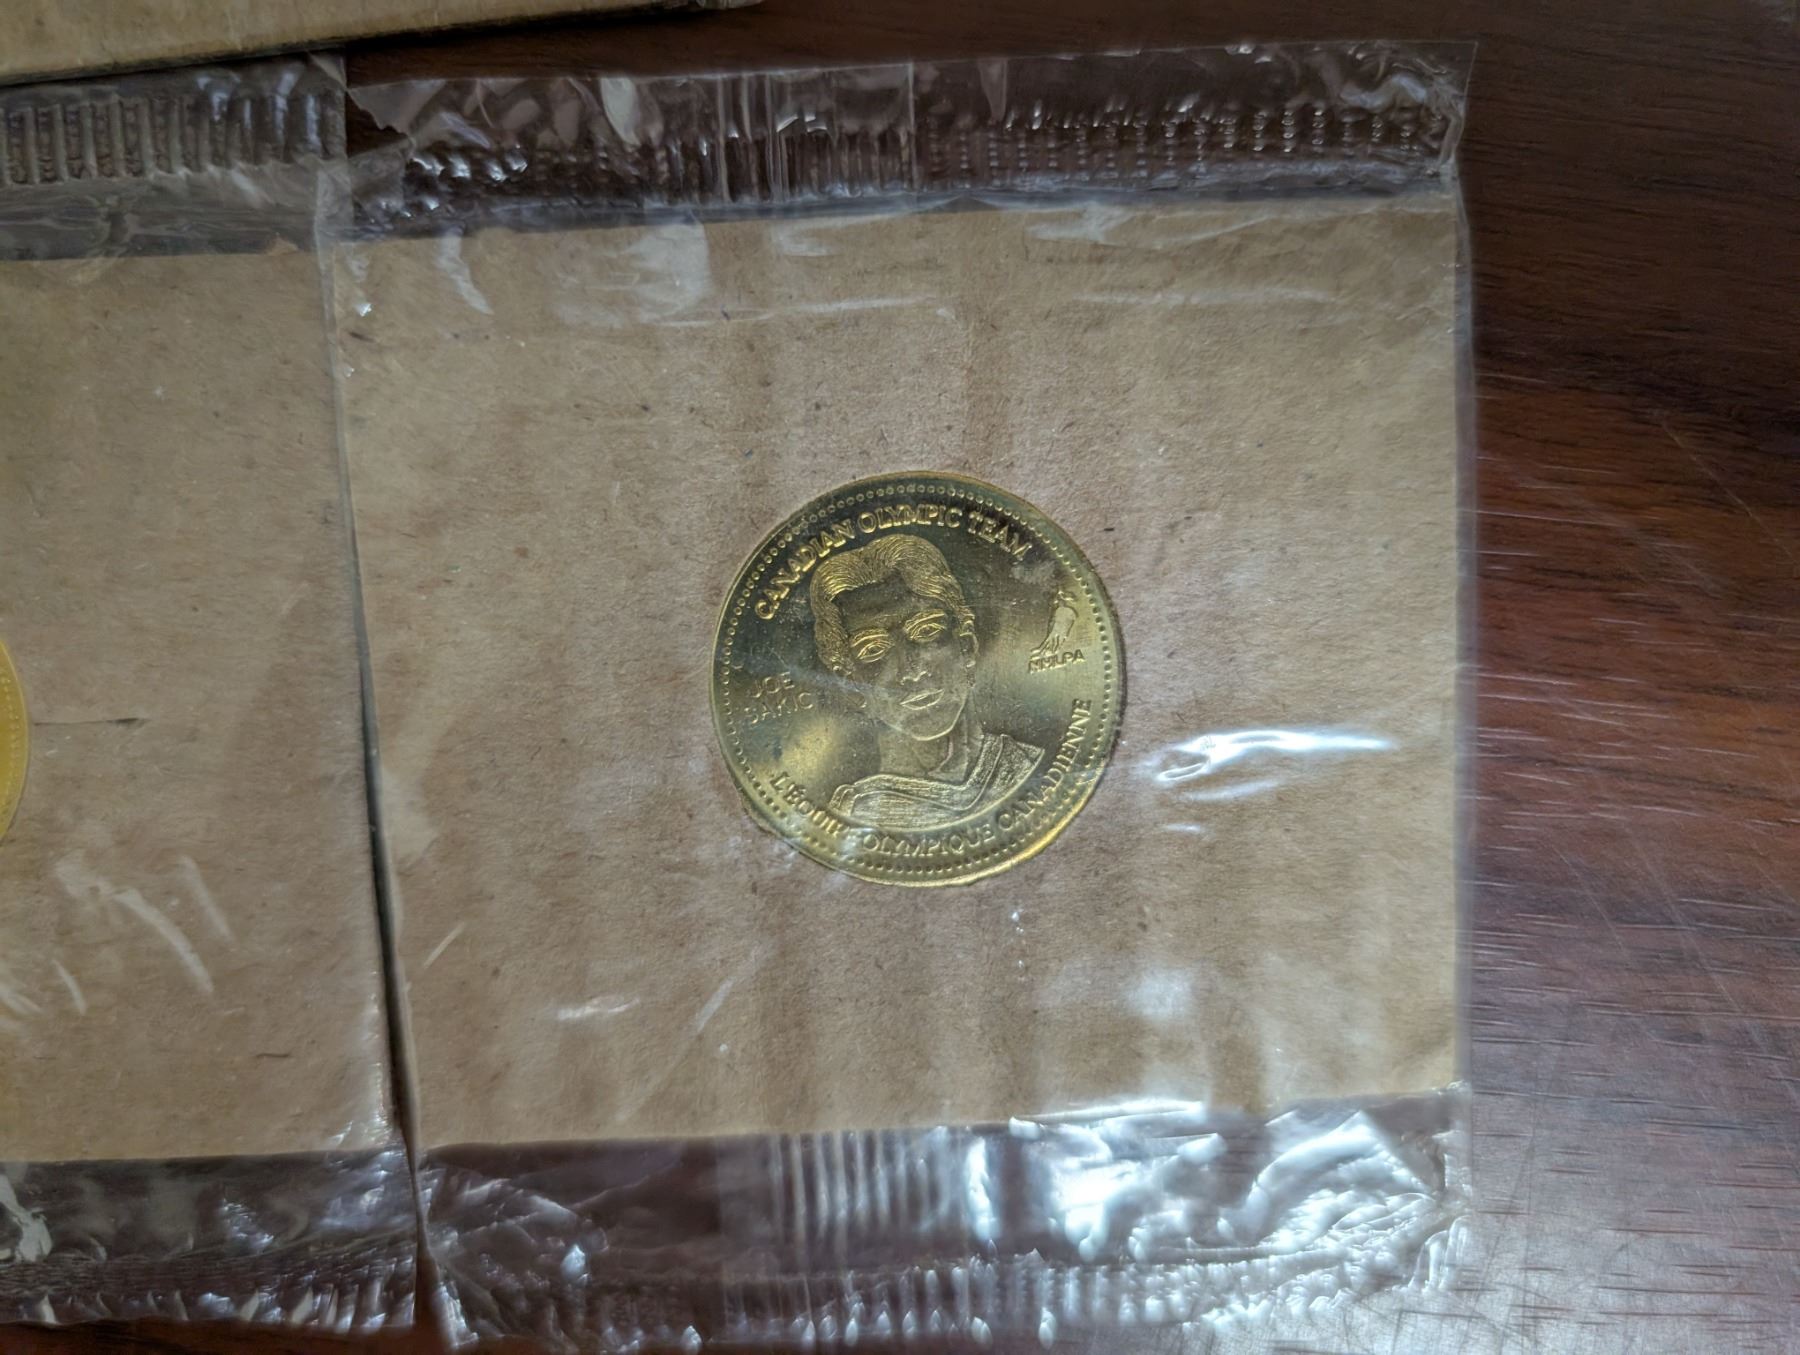 CANADIAN OLYMPIC TEAM
JOE
SAKIC
NHLPA
L'ÉQUIPE OLYMPIQUE CANADIENNE